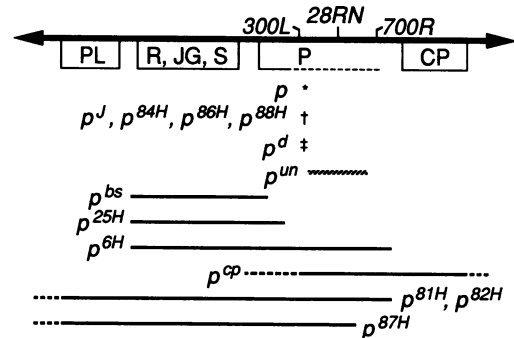 300L 28RN 700R
PL R, JG, S P CP
p *
p^J, p^84H, p^86H, p^88H †
p^d ‡
p^un
p^bs
p^25H
p^6H
p^cp
p^81H, p^82H
p^87H